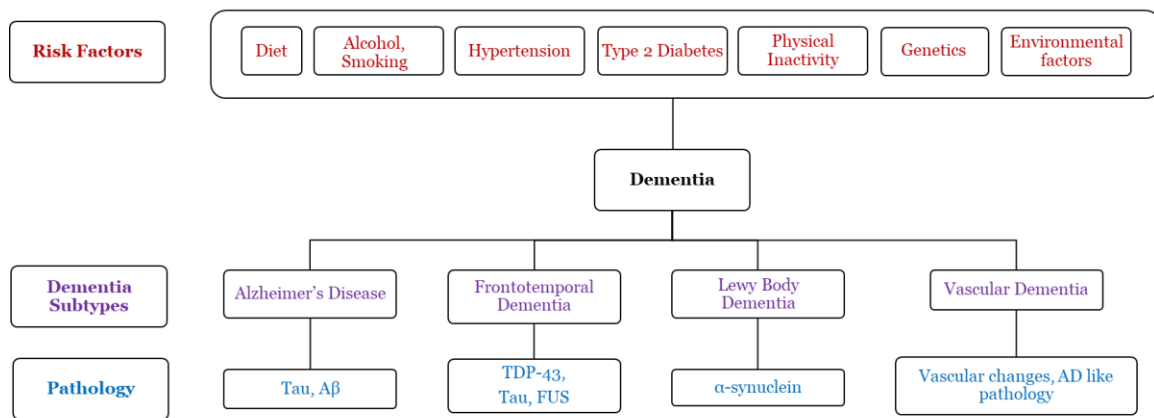 Risk Factors
Diet
Alcohol,
Smoking
Hypertension
Type 2 Diabetes
Physical
Inactivity
Genetics
Environmental
factors
Dementia
Dementia
Subtypes
Alzheimer’s Disease
Frontotemporal
Dementia
Lewy Body
Dementia
Vascular Dementia
Pathology
Tau, Aβ
TDP-43,
Tau, FUS
α-synuclein
Vascular changes, AD like
pathology